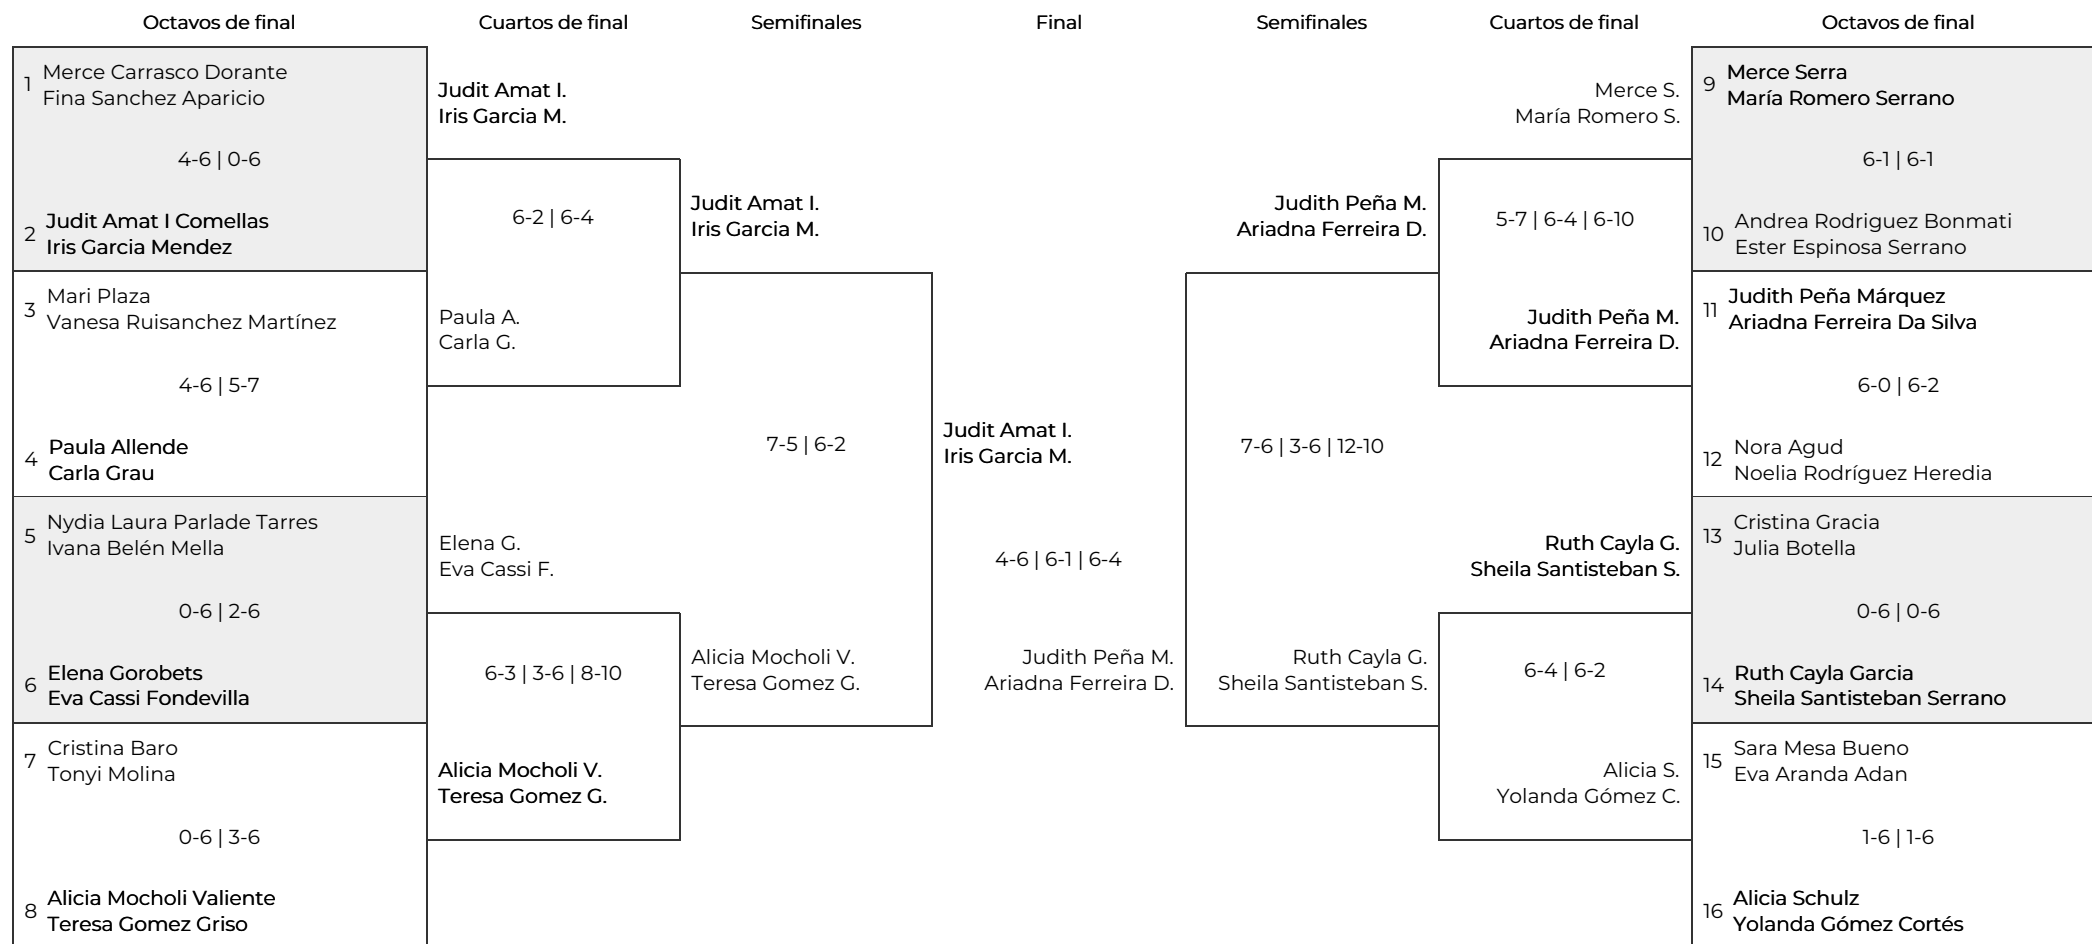 Octavos de final
Cuartos de final
Semifinales
Final
Semifinales
Cuartos de final
Octavos de final
1
Merce Carrasco Dorante
Fina Sanchez Aparicio
4-6 | 0-6
2
Judit Amat I Comellas
Iris Garcia Mendez
3
Mari Plaza
Vanesa Ruisanchez Martínez
4-6 | 5-7
4
Paula Allende
Carla Grau
5
Nydia Laura Parlade Tarres
Ivana Belén Mella
0-6 | 2-6
6
Elena Gorobets
Eva Cassi Fondevilla
7
Cristina Baro
Tonyi Molina
0-6 | 3-6
8
Alicia Mocholi Valiente
Teresa Gomez Griso
Judit Amat I.
Iris Garcia M.
6-2 | 6-4
Paula A.
Carla G.
Elena G.
Eva Cassi F.
6-3 | 3-6 | 8-10
Alicia Mocholi V.
Teresa Gomez G.
Judit Amat I.
Iris Garcia M.
7-5 | 6-2
Alicia Mocholi V.
Teresa Gomez G.
Judit Amat I.
Iris Garcia M.
4-6 | 6-1 | 6-4
Judith Peña M.
Ariadna Ferreira D.
Judith Peña M.
Ariadna Ferreira D.
7-6 | 3-6 | 12-10
Ruth Cayla G.
Sheila Santisteban S.
Merce S.
María Romero S.
5-7 | 6-4 | 6-10
Judith Peña M.
Ariadna Ferreira D.
Ruth Cayla G.
Sheila Santisteban S.
6-4 | 6-2
Alicia S.
Yolanda Gómez C.
9
Merce Serra
María Romero Serrano
6-1 | 6-1
10
Andrea Rodriguez Bonmati
Ester Espinosa Serrano
11
Judith Peña Márquez
Ariadna Ferreira Da Silva
6-0 | 6-2
12
Nora Agud
Noelia Rodríguez Heredia
13
Cristina Gracia
Julia Botella
0-6 | 0-6
14
Ruth Cayla Garcia
Sheila Santisteban Serrano
15
Sara Mesa Bueno
Eva Aranda Adan
1-6 | 1-6
16
Alicia Schulz
Yolanda Gómez Cortés